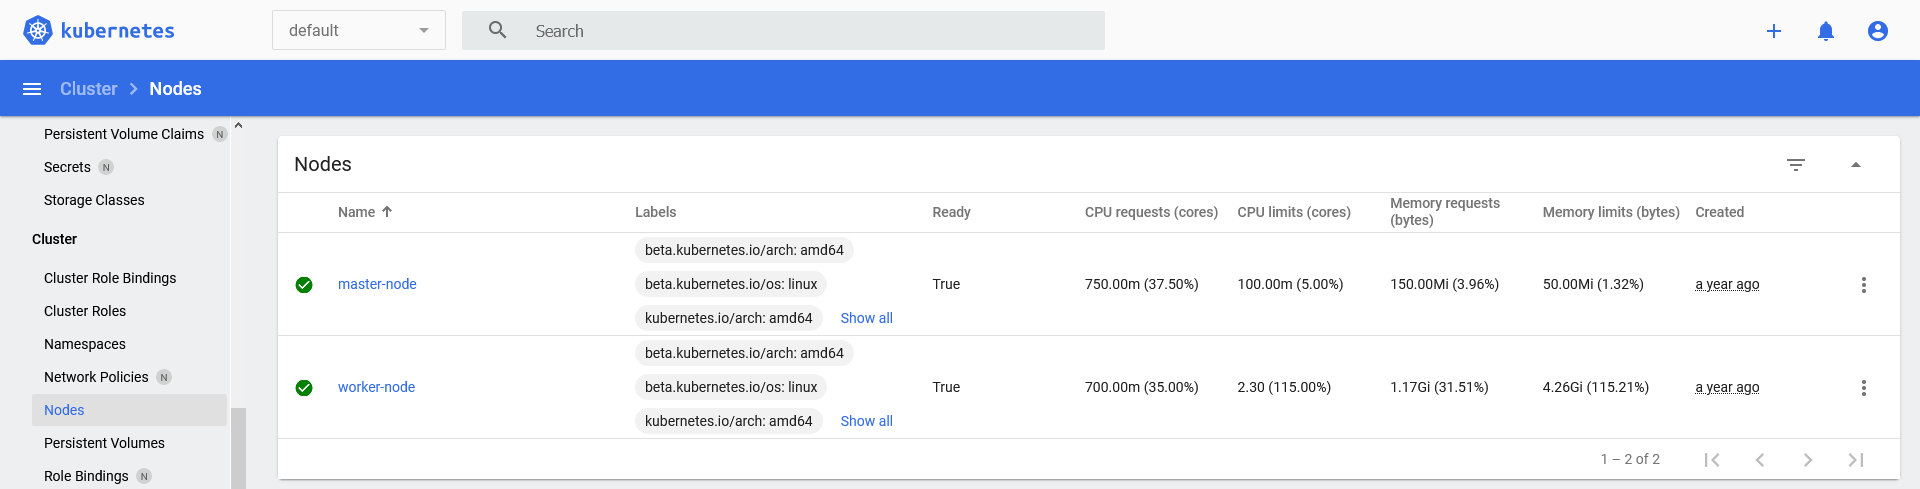 kubernetes
default
Search
Cluster > Nodes
Persistent Volume Claims N
Secrets N
Storage Classes
Cluster
Cluster Role Bindings
Cluster Roles
Namespaces
Network Policies N
Nodes
Persistent Volumes
Role Bindings N
Nodes
Name Labels Ready CPU requests (cores) CPU limits (cores) Memory requests (bytes) Memory limits (bytes) Created
beta.kubernetes.io/arch: amd64
master-node beta.kubernetes.io/os: linux True 750.00m (37.50%) 100.00m (5.00%) 150.00Mi (3.96%) 50.00Mi (1.32%) a year ago
kubernetes.io/arch: amd64 Show all
beta.kubernetes.io/arch: amd64
worker-node beta.kubernetes.io/os: linux True 700.00m (35.00%) 2.30 (115.00%) 1.17Gi (31.51%) 4.26Gi (115.21%) a year ago
kubernetes.io/arch: amd64 Show all
1 – 2 of 2